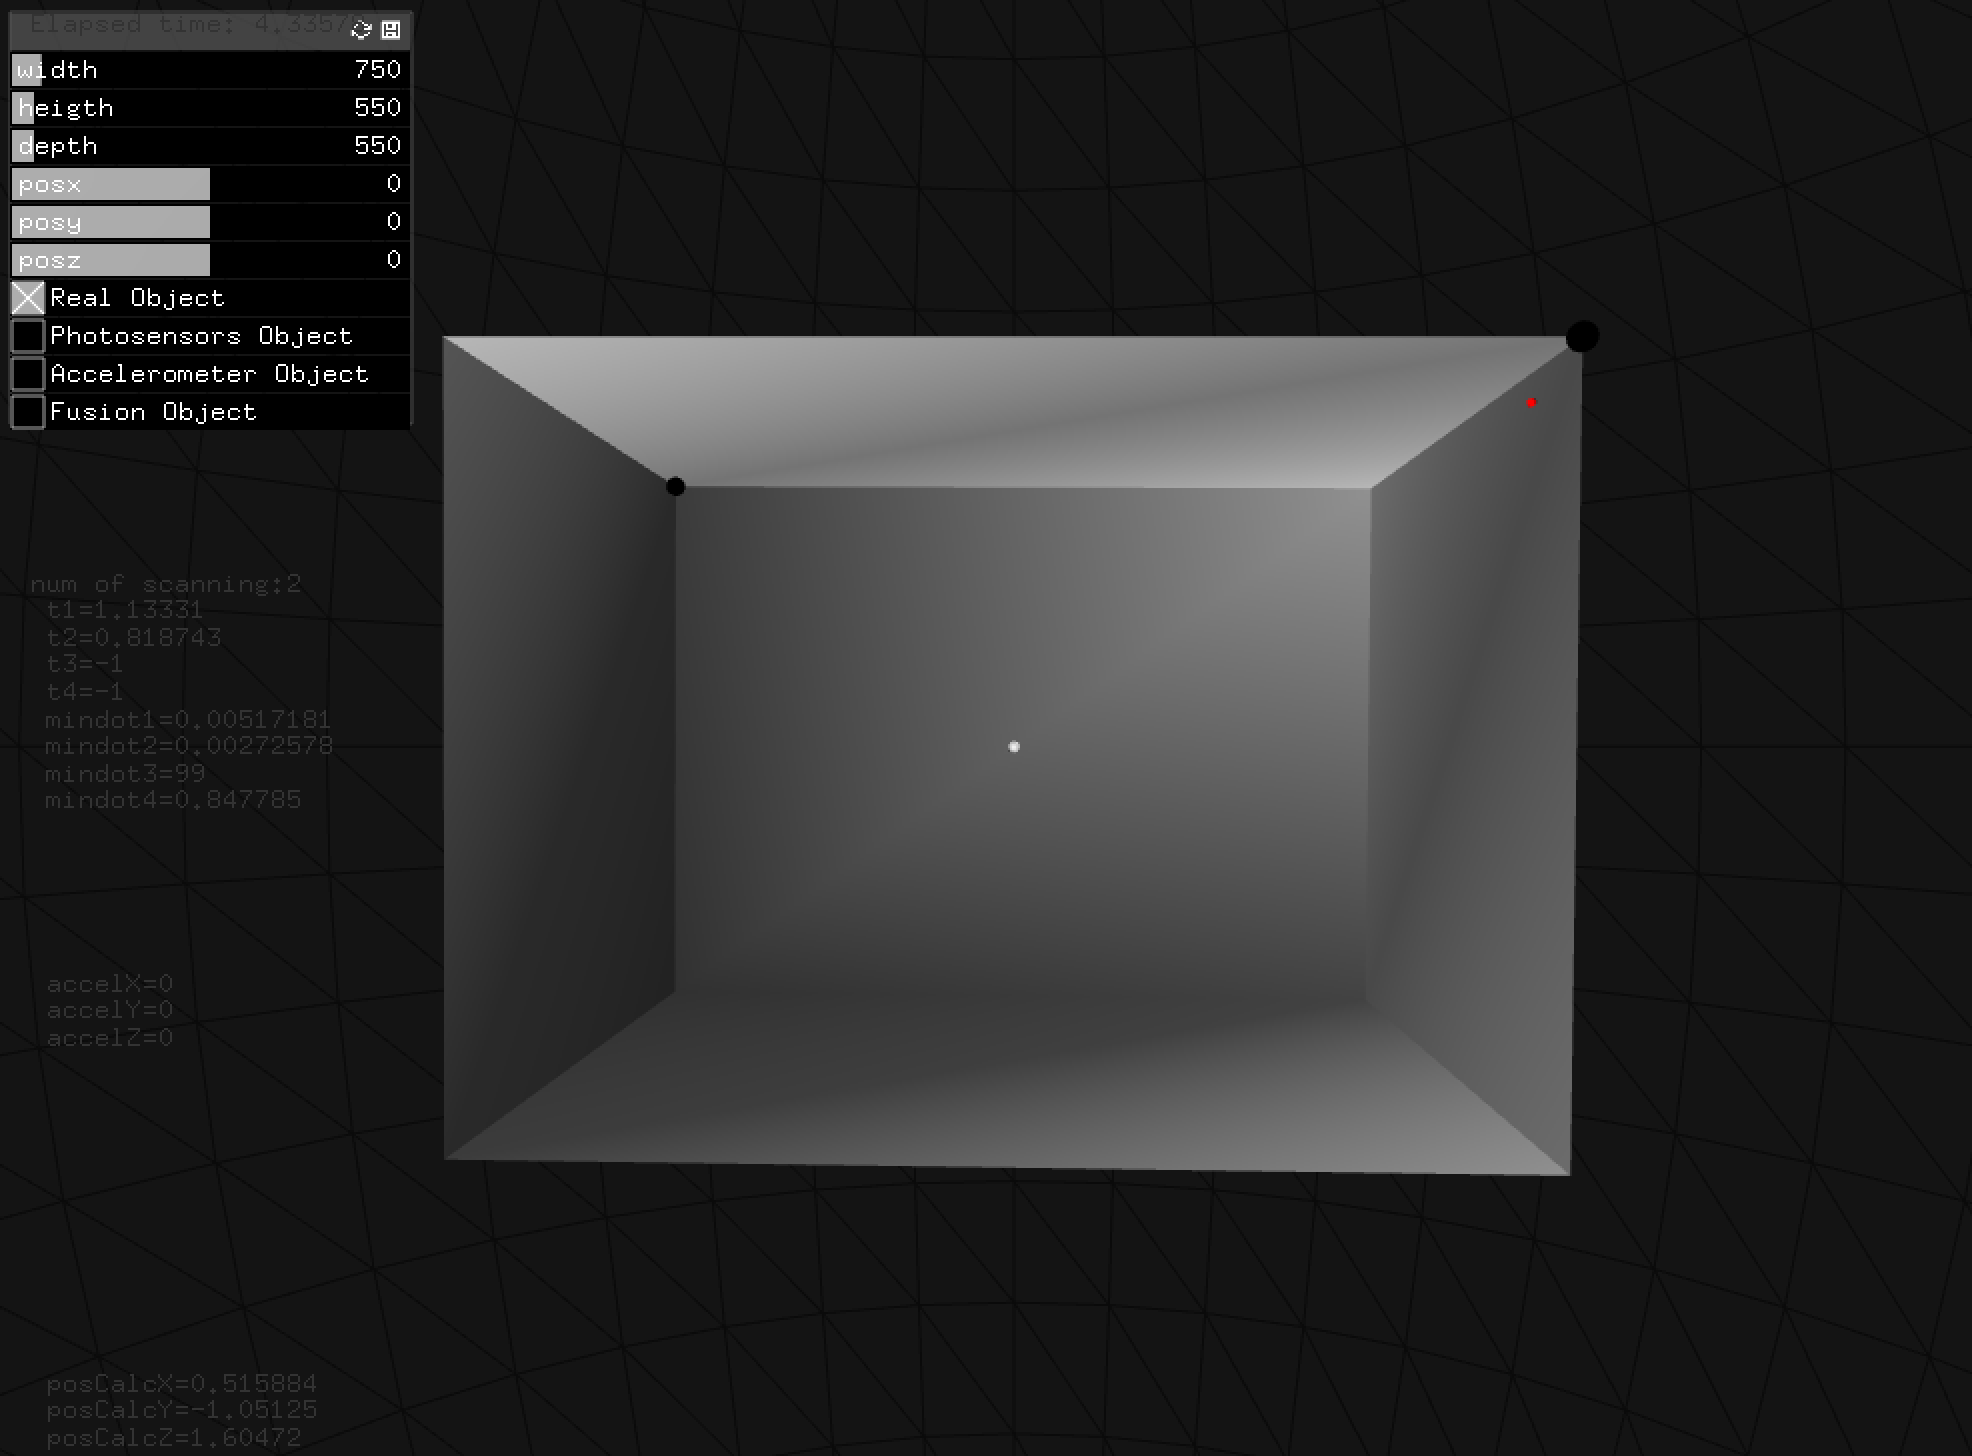 Elapsed time: 4.3357
width 750
heigth 550
depth 550
posx 0
posy 0
posz 0
Real Object
Photosensors Object
Accelerometer Object
Fusion Object
num of scanning:2
t1=1.13331
t2=0.818743
t3=-1
t4=-1
mindot1=0.00517181
mindot2=0.00272578
mindot3=99
mindot4=0.847785
accelX=0
accelY=0
accelZ=0
posCalcX=0.515884
posCalcY=-1.05125
posCalcZ=1.60472